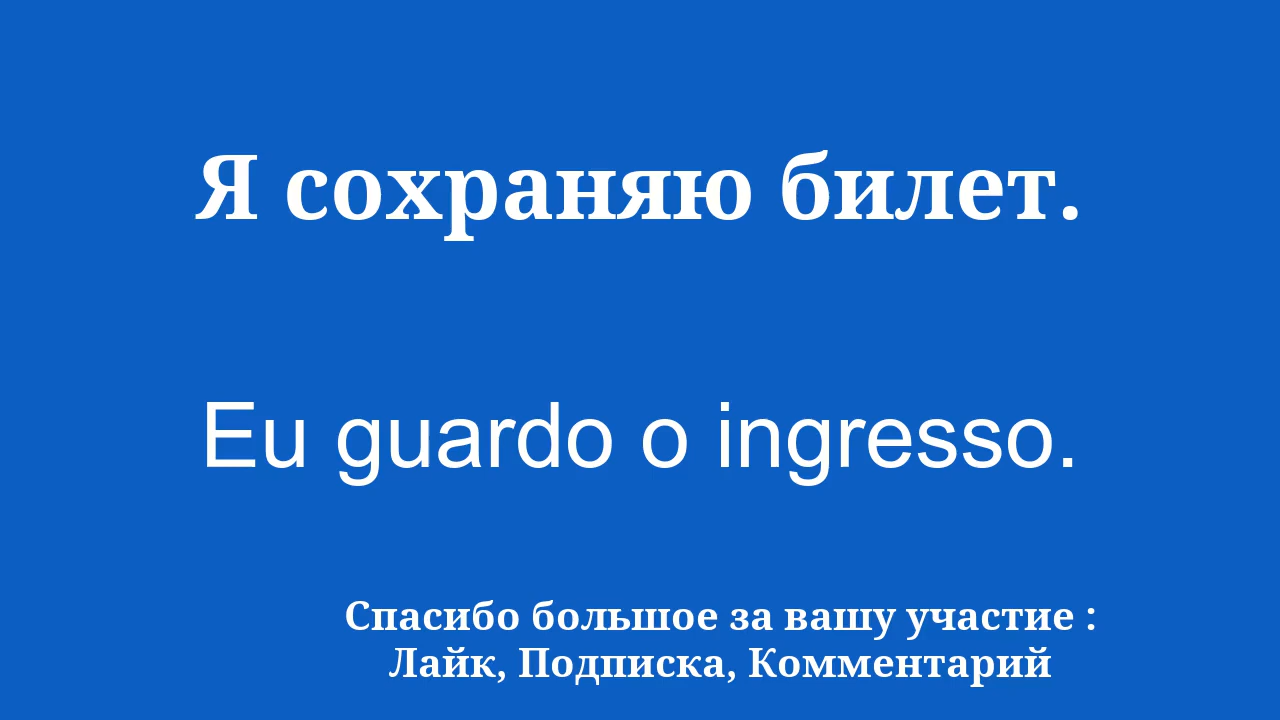 Я сохраняю билет.
Eu guardo o ingresso.
Спасибо большое за вашу участие :
Лайк, Подписка, Комментарий